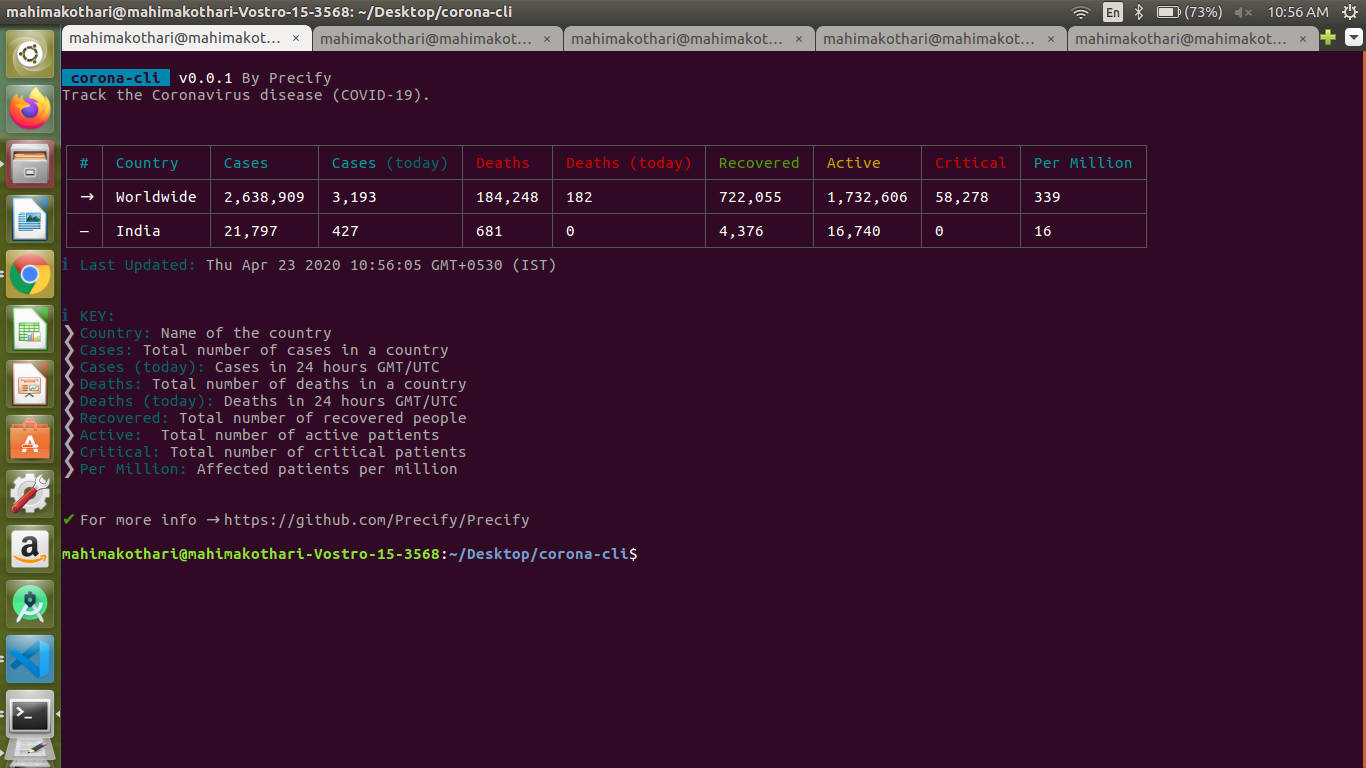 mahimakothari@mahimakothari-Vostro-15-3568: ~/Desktop/corona-cli En (73%) 10:56 AM
mahimakothari@mahimakot... × mahimakothari@mahimakot... × mahimakothari@mahimakot... × mahimakothari@mahimakot... × mahimakothari@mahimakot... ×
corona-cli v0.0.1 By Precify
Track the Coronavirus disease (COVID-19).
# Country Cases Cases (today) Deaths Deaths (today) Recovered Active Critical Per Million
→ Worldwide 2,638,909 3,193 184,248 182 722,055 1,732,606 58,278 339
— India 21,797 427 681 0 4,376 16,740 0 16
ℹ Last Updated: Thu Apr 23 2020 10:56:05 GMT+0530 (IST)
ℹ KEY:
❯ Country: Name of the country
❯ Cases: Total number of cases in a country
❯ Cases (today): Cases in 24 hours GMT/UTC
❯ Deaths: Total number of deaths in a country
❯ Deaths (today): Deaths in 24 hours GMT/UTC
❯ Recovered: Total number of recovered people
❯ Active:  Total number of active patients
❯ Critical: Total number of critical patients
❯ Per Million: Affected patients per million
✔ For more info → https://github.com/Precify/Precify
mahimakothari@mahimakothari-Vostro-15-3568:~/Desktop/corona-cli$